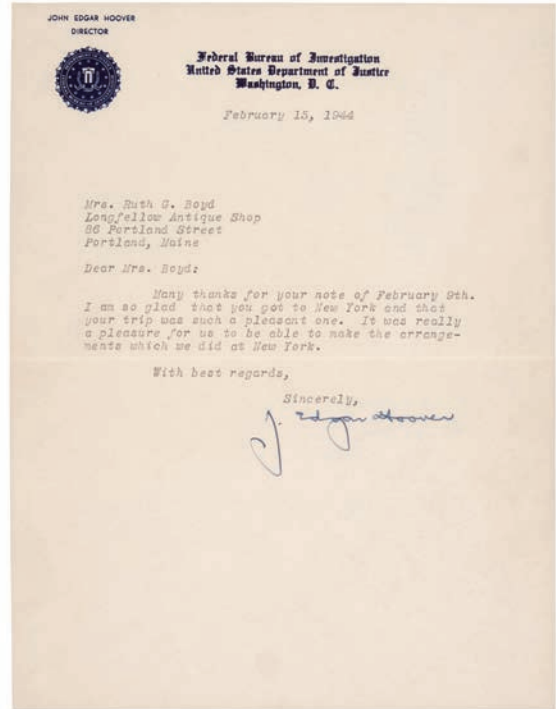 JOHN EDGAR HOOVER
DIRECTOR
Federal Bureau of Investigation
United States Department of Justice
Washington, D. C.
February 15, 1944
Mrs. Ruth G. Boyd
Longfellow Antique Shop
86 Portland Street
Portland, Maine
Dear Mrs. Boyd:
Many thanks for your note of February 9th.
I am so glad that you got to New York and that
your trip was such a pleasant one. It was really
a pleasure for us to be able to make the arrange-
ments which we did at New York.
With best regards,
Sincerely,
J. Edgar Hoover